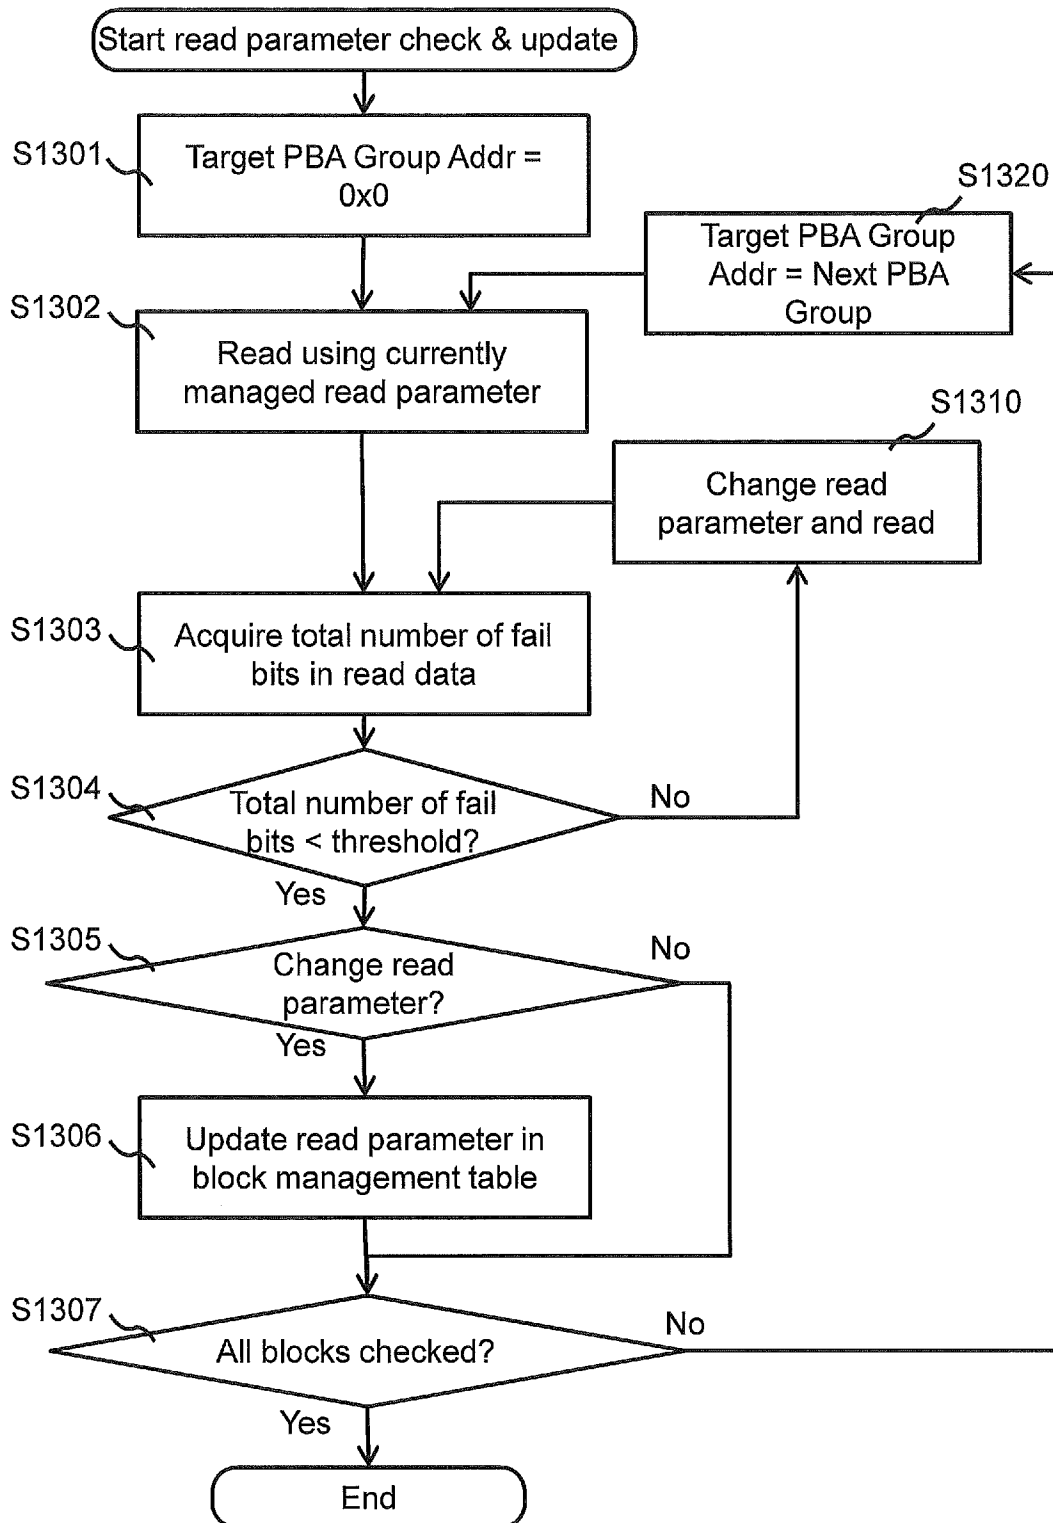 Start read parameter check & update
S1301
Target PBA Group Addr =
0x0
S1320
Target PBA Group
Addr = Next PBA
Group
S1302
Read using currently
managed read parameter
S1310
Change read
parameter and read
S1303
Acquire total number of fail
bits in read data
S1304
Total number of fail
bits < threshold?
No
Yes
S1305
Change read
parameter?
No
Yes
S1306
Update read parameter in
block management table
S1307
All blocks checked?
No
Yes
End